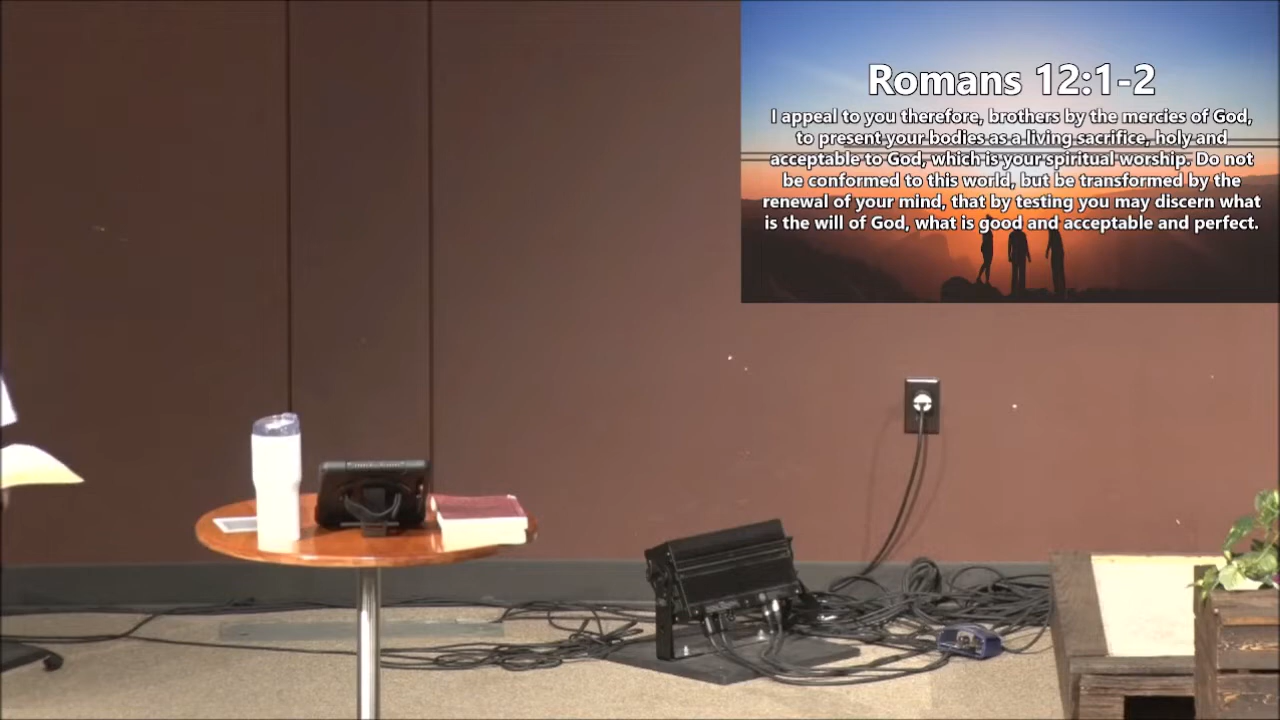 Romans 12:1-2
I appeal to you therefore, brothers by the mercies of God,
to present your bodies as a living sacrifice, holy and
acceptable to God, which is your spiritual worship. Do not
be conformed to this world, but be transformed by the
renewal of your mind, that by testing you may discern what
is the will of God, what is good and acceptable and perfect.